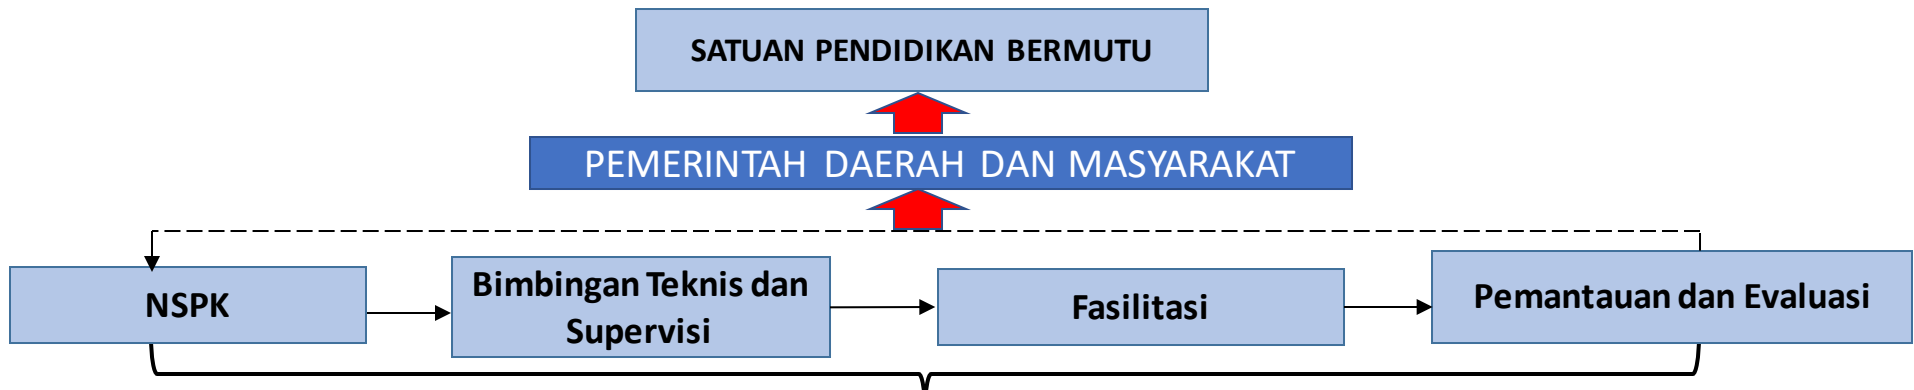 SATUAN PENDIDIKAN BERMUTU
PEMERINTAH DAERAH DAN MASYARAKAT
NSPK
Bimbingan Teknis dan
Supervisi
Fasilitasi
Pemantauan dan Evaluasi